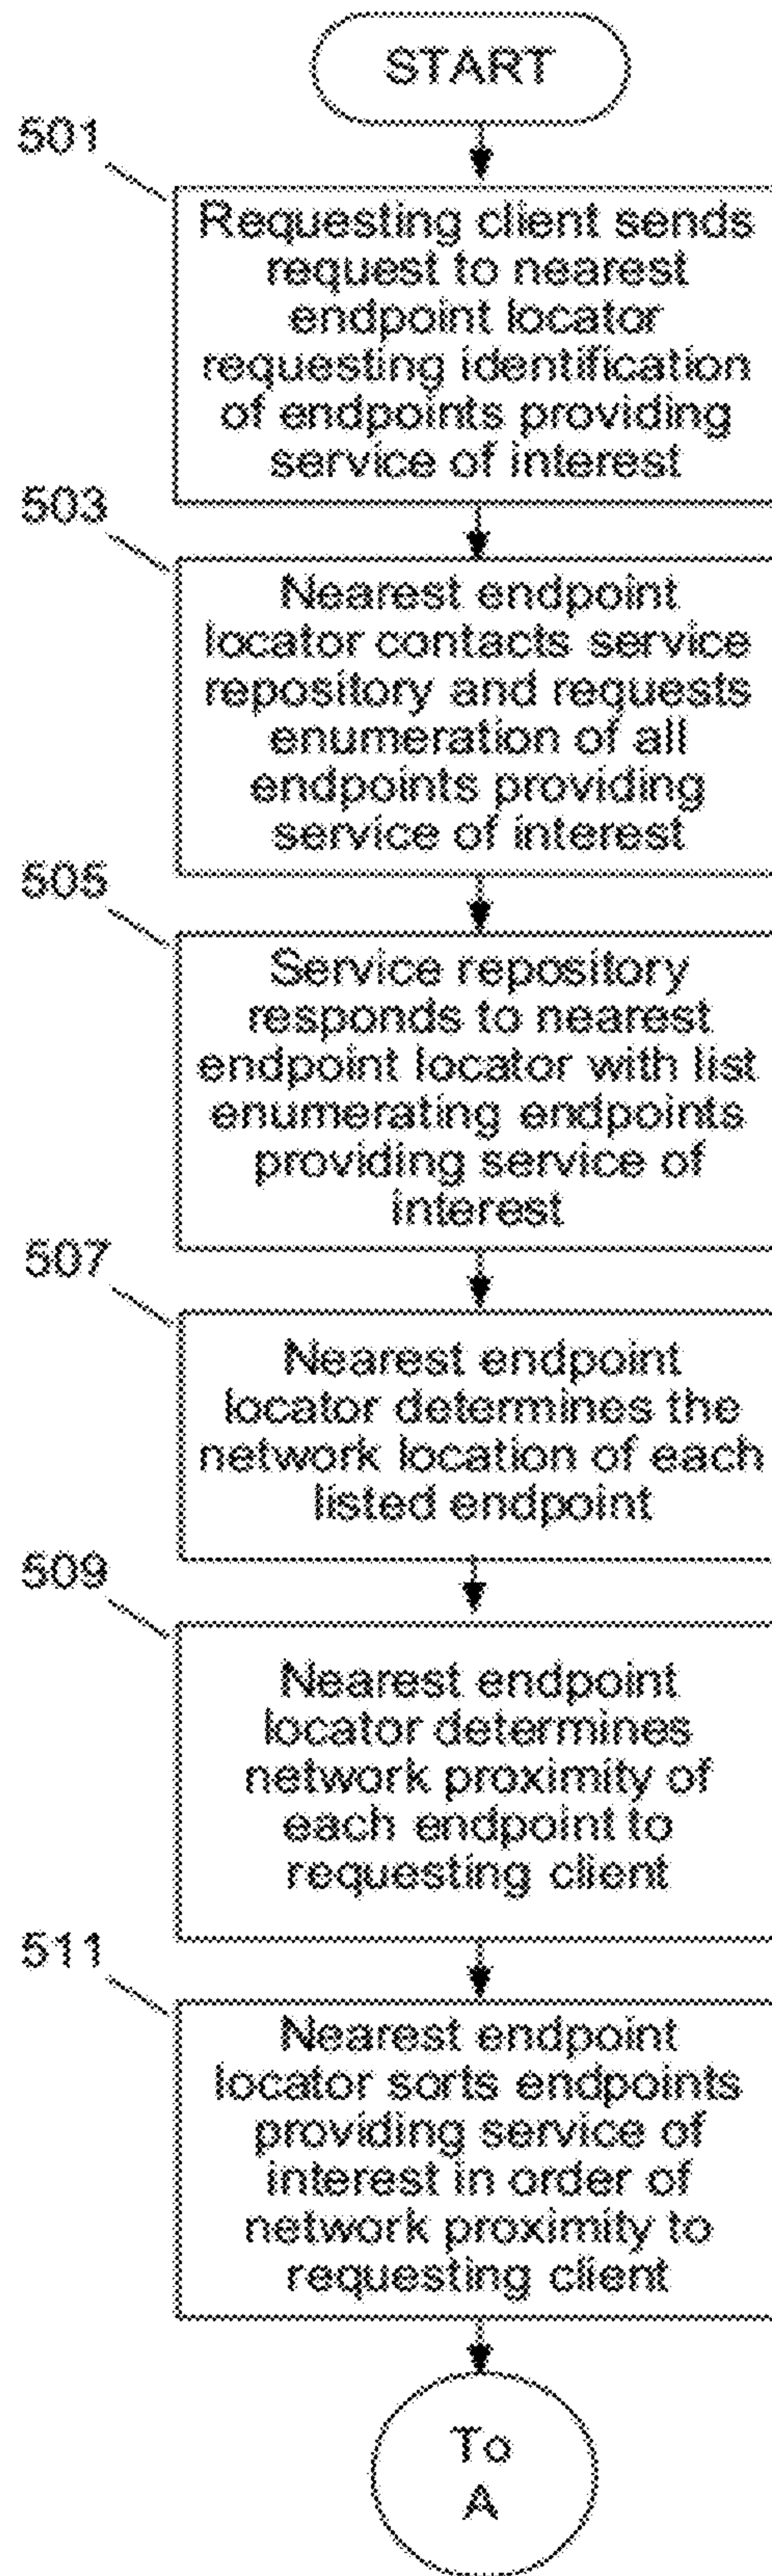 START
501
Requesting client sends
request to nearest
endpoint locator
requesting identification
of endpoints providing
service of interest
503
Nearest endpoint
locator contacts service
repository and requests
enumeration of all
endpoints providing
service of interest
505
Service repository
responds to nearest
endpoint locator with list
enumerating endpoints
providing service of
interest
507
Nearest endpoint
locator determines the
network location of each
listed endpoint
509
Nearest endpoint
locator determines
network proximity of
each endpoint to
requesting client
511
Nearest endpoint
locator sorts endpoints
providing service of
interest in order of
network proximity to
requesting client
To
A